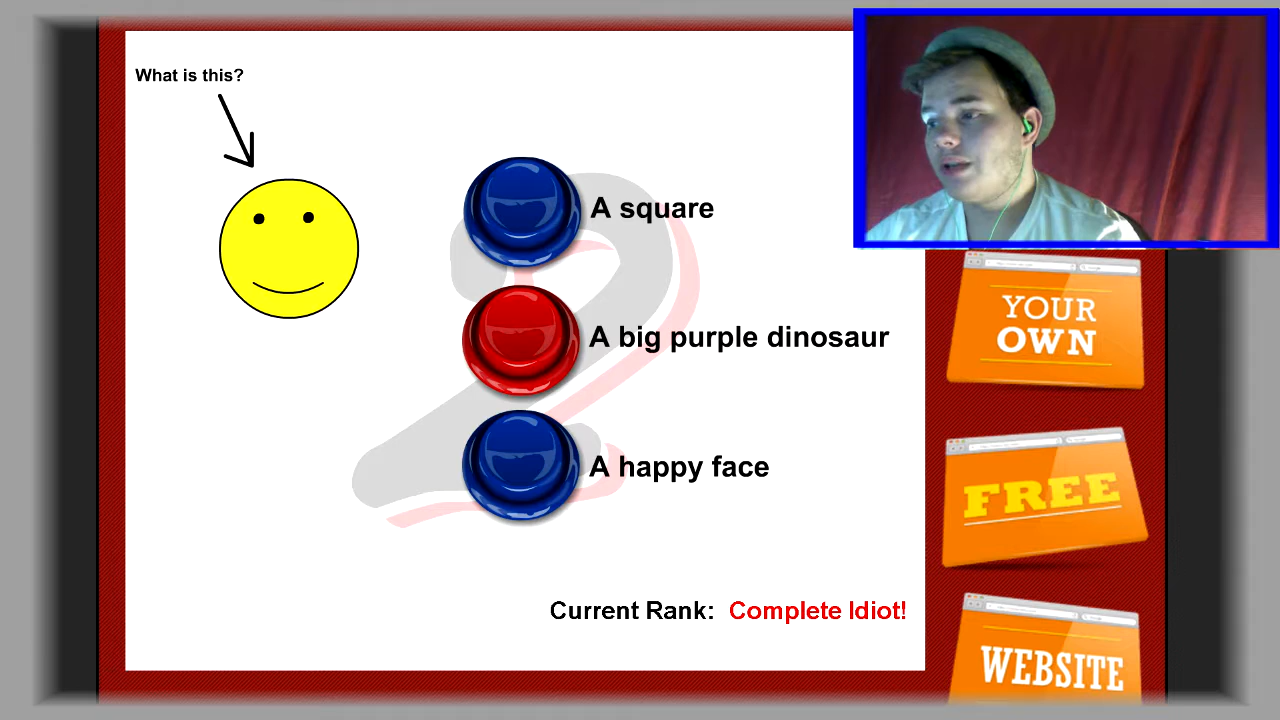 What is this?
A square
A big purple dinosaur
A happy face
Current Rank: Complete Idiot!
YOUR
OWN
FREE
WEBSITE